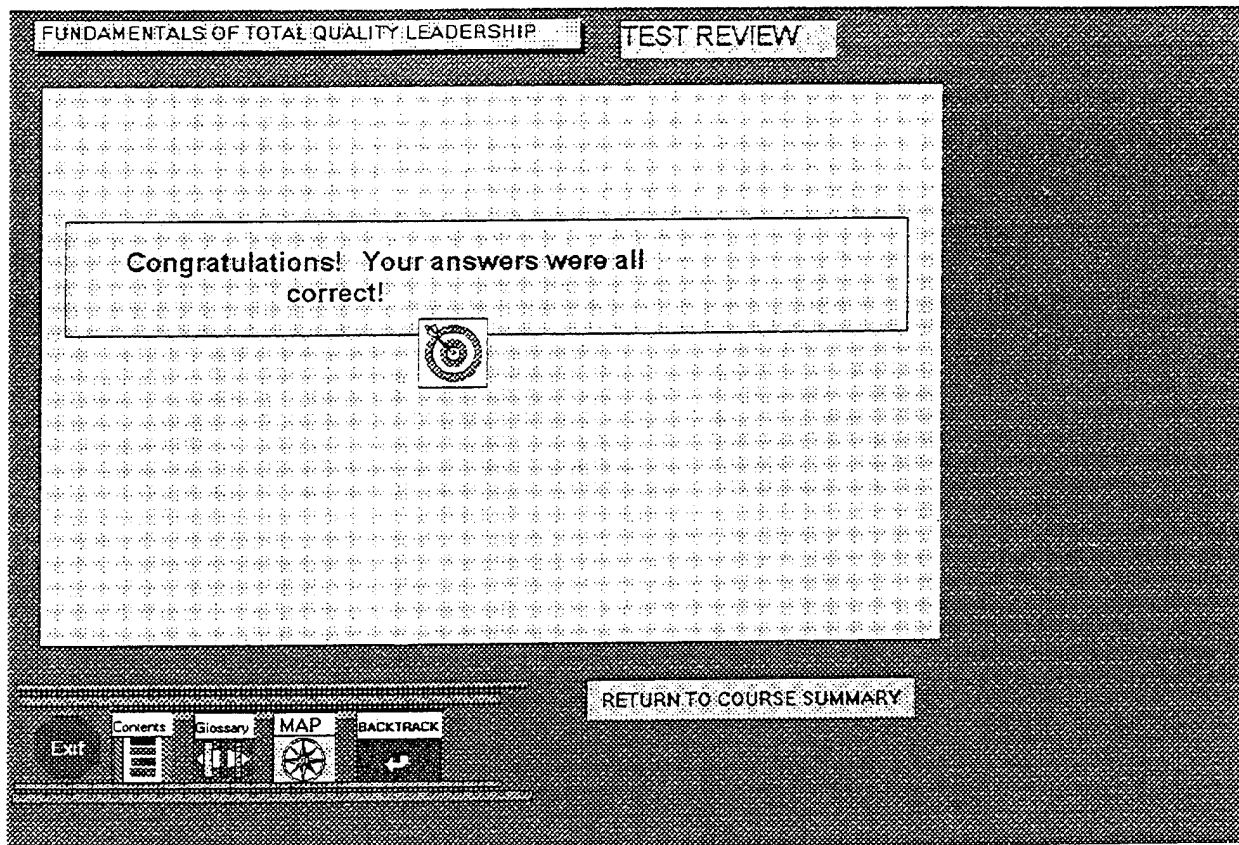 FUNDAMENTALS OF TOTAL QUALITY LEADERSHIP
TEST REVIEW
Congratulations! Your answers were all
correct!
RETURN TO COURSE SUMMARY
Exit
Contents
Glossary
MAP
BACKTRACK